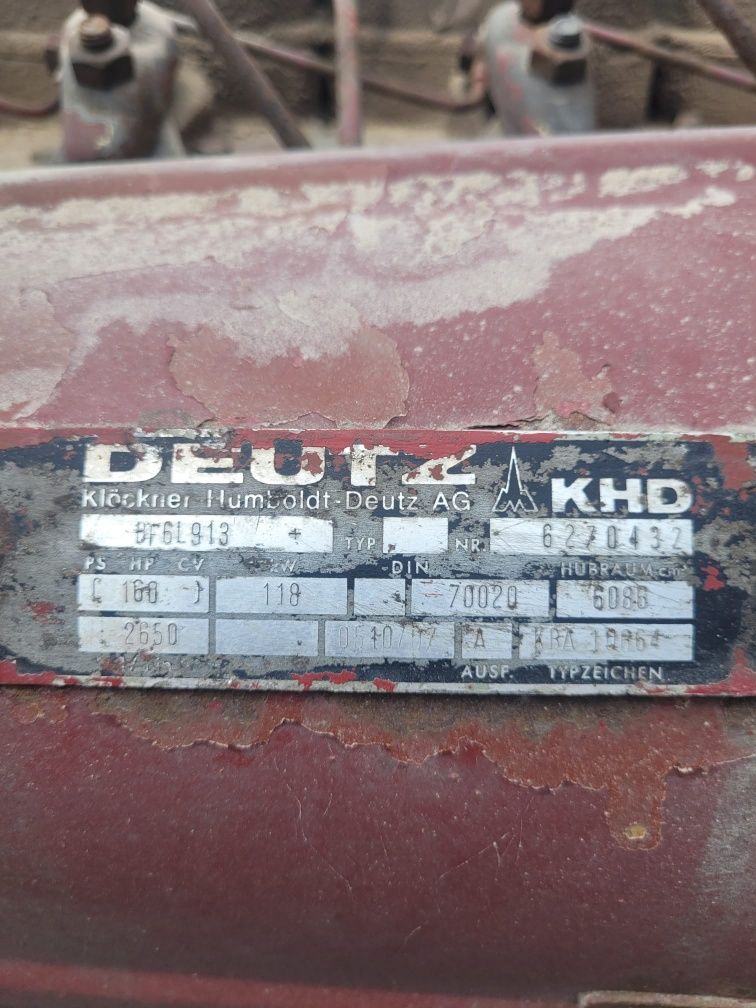 DEUTZ
Klöckner Humboldt-Deutz AG KHD
BF6L913 + TYP NR. 6270432
PS HP CV kW DIN HUBRAUM cm³
[ 160 } 118 70020 6086
2650 A KBA
AUSF. TYPZEICHEN